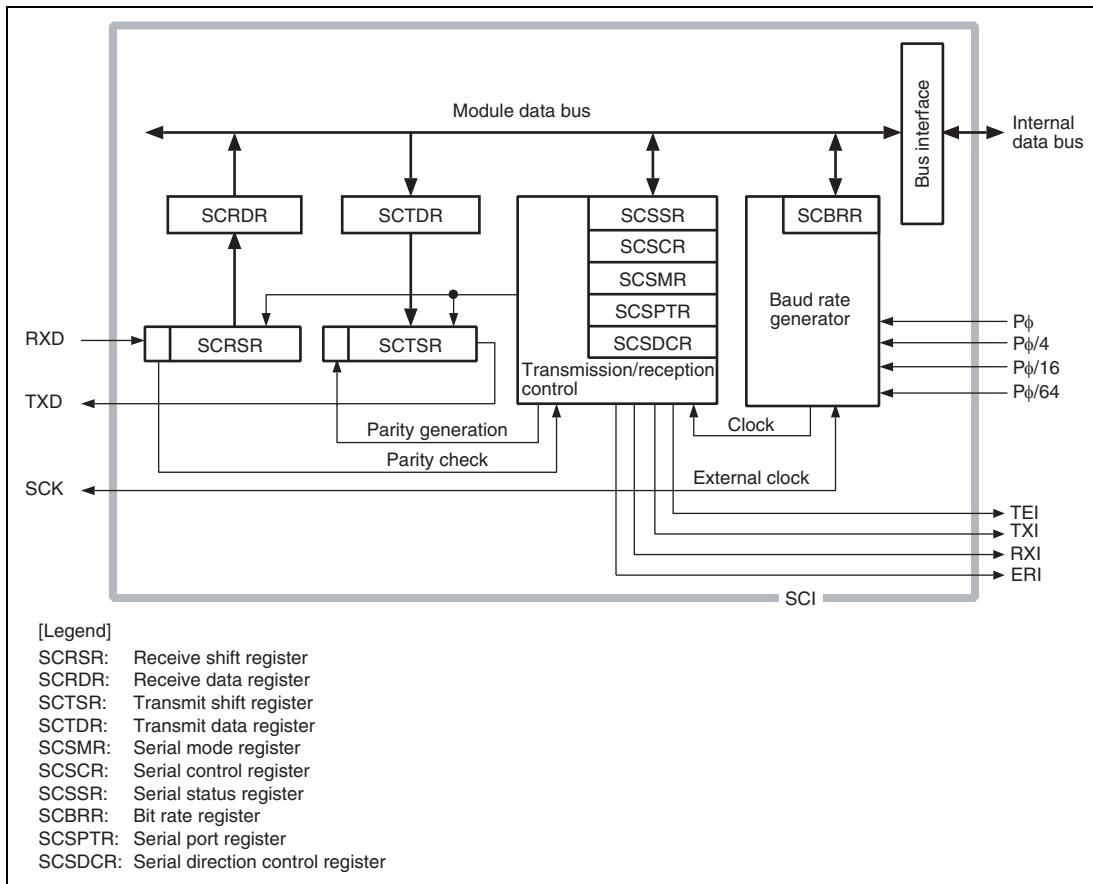 Module data bus
Bus interface
Internal
data bus
SCRDR
SCTDR
SCSSR
SCSCR
SCSMR
SCSPTR
SCSDCR
Transmission/reception
control
SCBRR
Baud rate
generator
RXD
SCRSR
SCTSR
TXD
Pϕ
Pϕ/4
Pϕ/16
Pϕ/64
Parity generation
Parity check
Clock
SCK
External clock
TEI
TXI
RXI
ERI
SCI
[Legend]
SCRSR: Receive shift register
SCRDR: Receive data register
SCTSR: Transmit shift register
SCTDR: Transmit data register
SCSMR: Serial mode register
SCSCR: Serial control register
SCSSR: Serial status register
SCBRR: Bit rate register
SCSPTR: Serial port register
SCSDCR: Serial direction control register